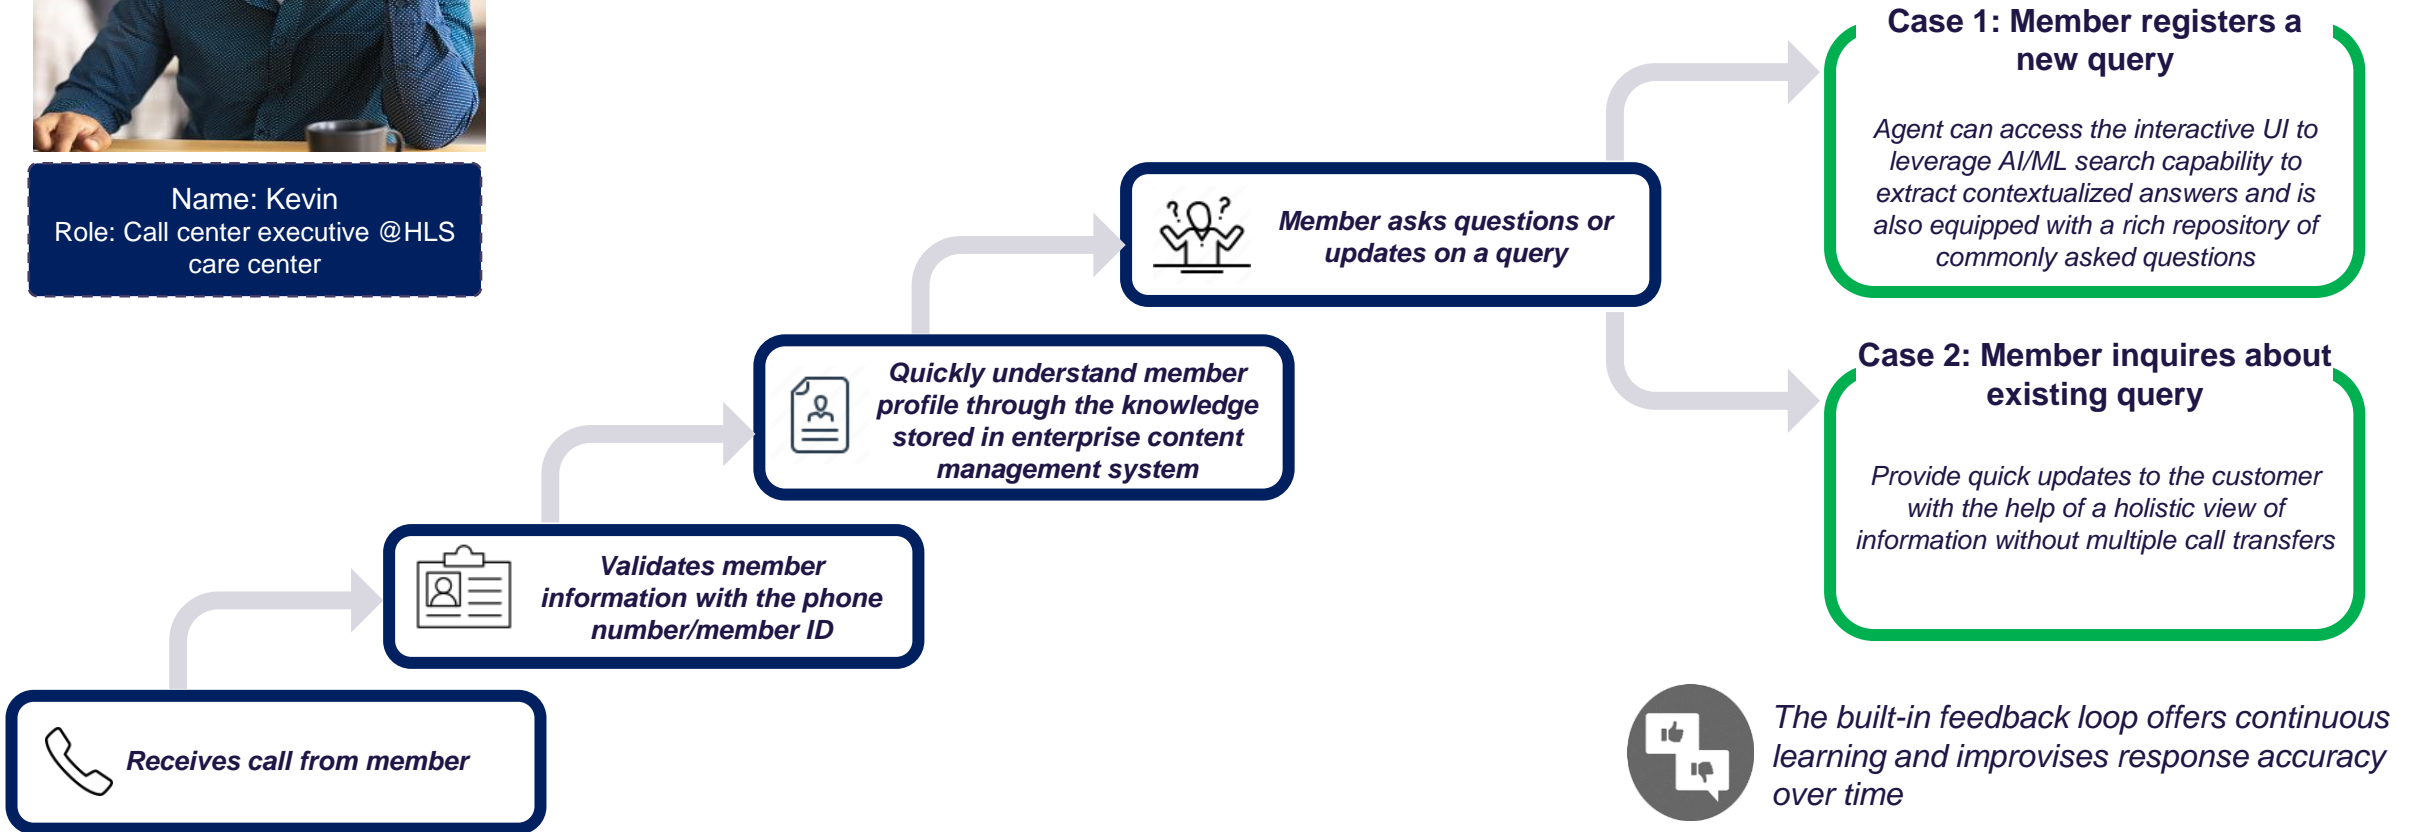 Name: Kevin
Role: Call center executive @HLS
care center
Receives call from member
Validates member
information with the phone
number/member ID
Quickly understand member
profile through the knowledge
stored in enterprise content
management system
Member asks questions or
updates on a query
? ?
Case 1: Member registers a
new query
Agent can access the interactive UI to
leverage AI/ML search capability to
extract contextualized answers and is
also equipped with a rich repository of
commonly asked questions
Case 2: Member inquires about
existing query
Provide quick updates to the customer
with the help of a holistic view of
information without multiple call transfers
The built-in feedback loop offers continuous
learning and improvises response accuracy
over time